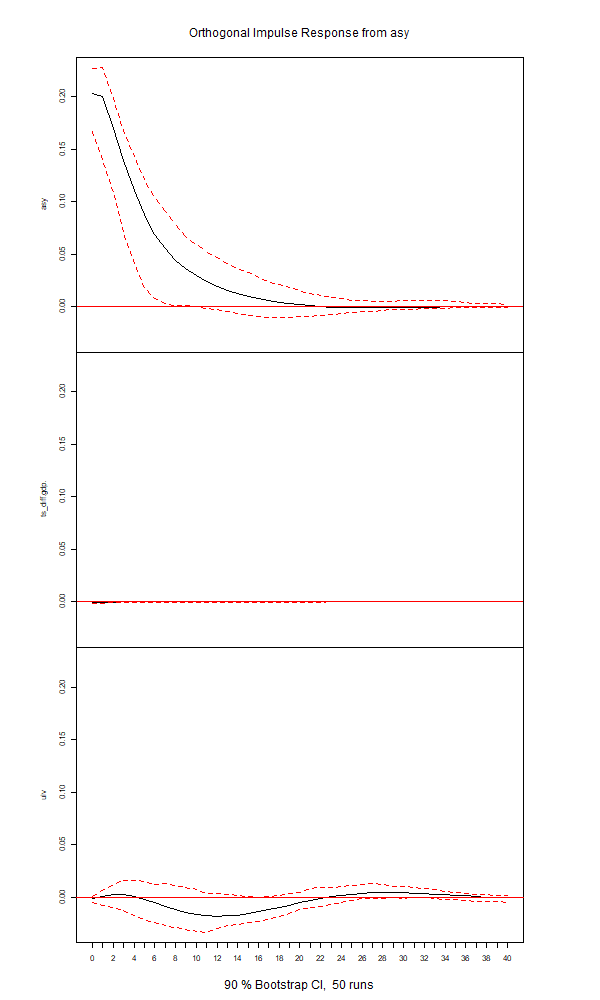 Orthogonal Impulse Response from asy
asy
0.00 0.05 0.10 0.15 0.20
ts_diff.gdp.
0.00 0.05 0.10 0.15 0.20
0.00 0.05 0.10 0.15 0.20
0 2 4 6 8 10 12 14 16 18 20 22 24 26 28 30 32 34 36 38 40
90 % Bootstrap CI, 50 runs